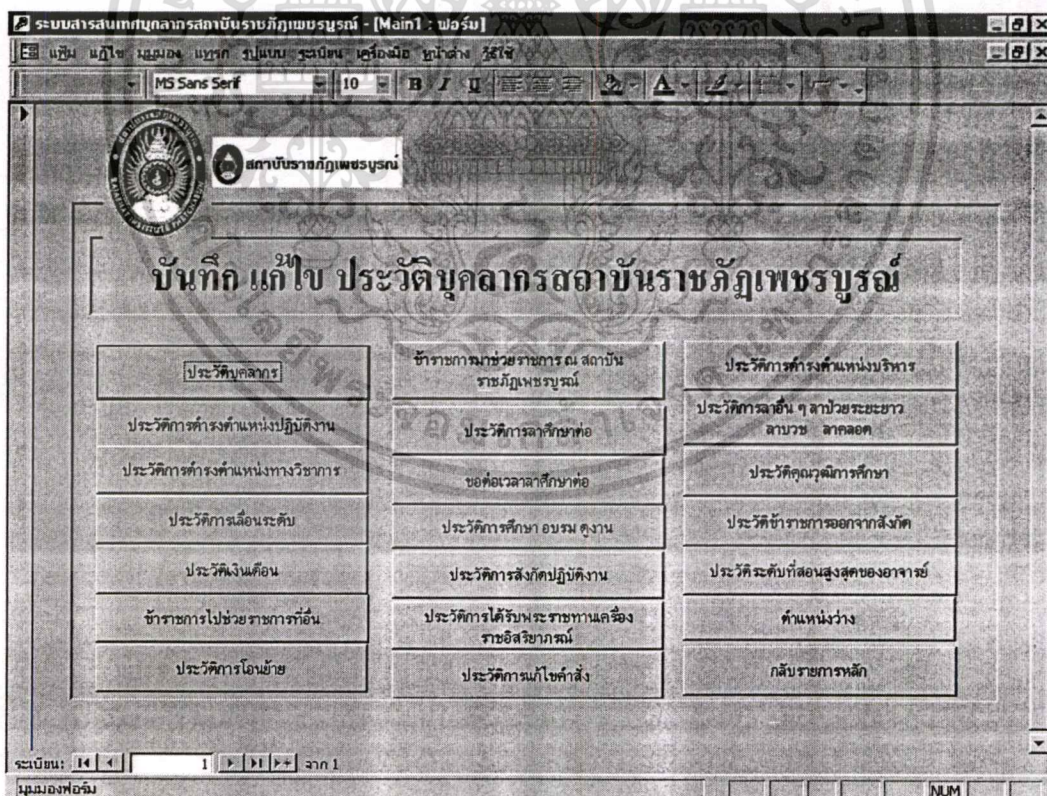 ระบบสารสนเทศบุคลากรสถาบันราชภัฏเพชรบูรณ์ - [Main1 : ฟอร์ม]
แฟ้ม แก้ไข มุมมอง แทรก รูปแบบ ระเบียน เครื่องมือ หน้าต่าง วิธีใช้
MS Sans Serif 10 B I U A
สถาบันราชภัฏเพชรบูรณ์
บันทึก แก้ไข ประวัติบุคลากรสถาบันราชภัฏเพชรบูรณ์
ประวัติบุคลากร
ประวัติการดำรงตำแหน่งปฏิบัติงาน
ประวัติการดำรงตำแหน่งทางวิชาการ
ประวัติการเลื่อนระดับ
ประวัติเงินเดือน
ข้าราชการไปช่วยราชการที่อื่น
ประวัติการโอนย้าย
ข้าราชการมาช่วยราชการ ณ สถาบัน
ราชภัฏเพชรบูรณ์
ประวัติการลาศึกษาต่อ
ขอต่อเวลาลาศึกษาต่อ
ประวัติการศึกษา อบรม ดูงาน
ประวัติการสังกัดปฏิบัติงาน
ประวัติการได้รับพระราชทานเครื่อง
ราชอิสริยาภรณ์
ประวัติการแก้ไขคำสั่ง
ประวัติการดำรงตำแหน่งบริหาร
ประวัติการลาอื่น ๆ ลาป่วยระยะยาว
ลาบวช ลาคลอด
ประวัติคุณวุฒิการศึกษา
ประวัติข้าราชการออกจากสังกัด
ประวัติระดับที่สอนสูงสุดของอาจารย์
ตำแหน่งว่าง
กลับรายการหลัก
ระเบียน: 1 จาก 1
มุมมองฟอร์ม NUM